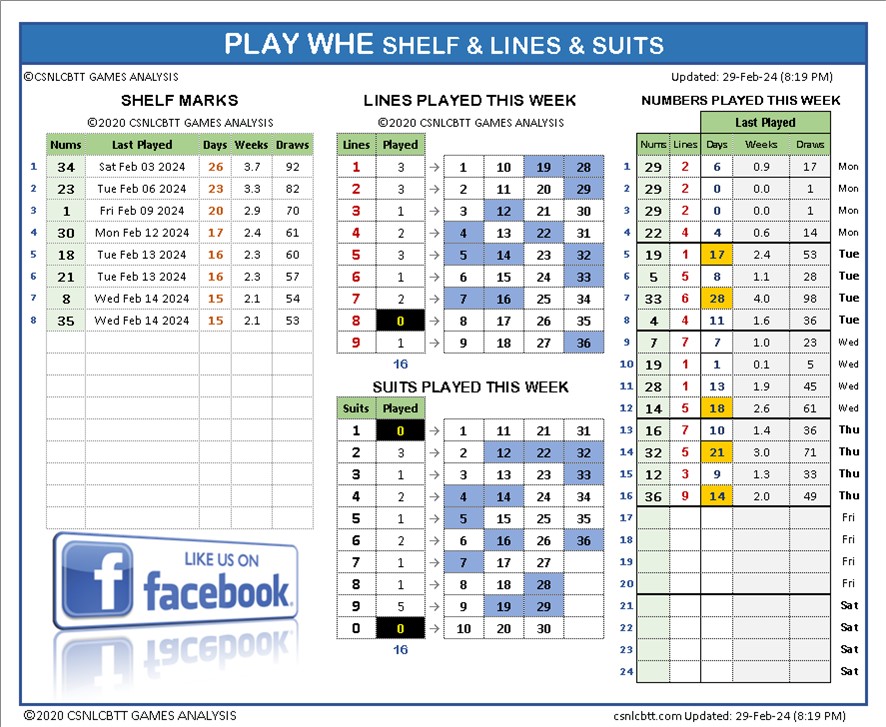 PLAY WHE SHELF & LINES & SUITS
©CSNLCBTT GAMES ANALYSIS
Updated: 29-Feb-24 (8:19 PM)
SHELF MARKS
©2020 CSNLCBTT GAMES ANALYSIS
Nums Last Played Days Weeks Draws
1 34 Sat Feb 03 2024 26 3.7 92
2 23 Tue Feb 06 2024 23 3.3 82
3 1 Fri Feb 09 2024 20 2.9 70
4 30 Mon Feb 12 2024 17 2.4 61
5 18 Tue Feb 13 2024 16 2.3 60
6 21 Tue Feb 13 2024 16 2.3 57
7 8 Wed Feb 14 2024 15 2.1 54
8 35 Wed Feb 14 2024 15 2.1 53
LIKE US ON
facebook.
LINES PLAYED THIS WEEK
©2020 CSNLCBTT GAMES ANALYSIS
Lines Played
1 3 → 1 10 19 28
2 3 → 2 11 20 29
3 1 → 3 12 21 30
4 2 → 4 13 22 31
5 3 → 5 14 23 32
6 1 → 6 15 24 33
7 2 → 7 16 25 34
8 0 → 8 17 26 35
9 1 → 9 18 27 36
16
SUITS PLAYED THIS WEEK
Suits Played
1 0 → 1 11 21 31
2 3 → 2 12 22 32
3 1 → 3 13 23 33
4 2 → 4 14 24 34
5 1 → 5 15 25 35
6 2 → 6 16 26 36
7 1 → 7 17 27
8 1 → 8 18 28
9 5 → 9 19 29
0 0 → 10 20 30
16
NUMBERS PLAYED THIS WEEK
Last Played
Nums Lines Days Weeks Draws
1 29 2 6 0.9 17 Mon
2 29 2 0 0.0 1 Mon
3 29 2 0 0.0 1 Mon
4 22 4 4 0.6 14 Mon
5 19 1 17 2.4 53 Tue
6 5 5 8 1.1 28 Tue
7 33 6 28 4.0 98 Tue
8 4 4 11 1.6 36 Tue
9 7 7 7 1.0 23 Wed
10 19 1 1 0.1 5 Wed
11 28 1 13 1.9 45 Wed
12 14 5 18 2.6 61 Wed
13 16 7 10 1.4 36 Thu
14 32 5 21 3.0 71 Thu
15 12 3 9 1.3 33 Thu
16 36 9 14 2.0 49 Thu
17 Fri
18 Fri
19 Fri
20 Fri
21 Sat
22 Sat
23 Sat
24 Sat
©2020 CSNLCBTT GAMES ANALYSIS
csnlcbtt.com Updated: 29-Feb-24 (8:19 PM)